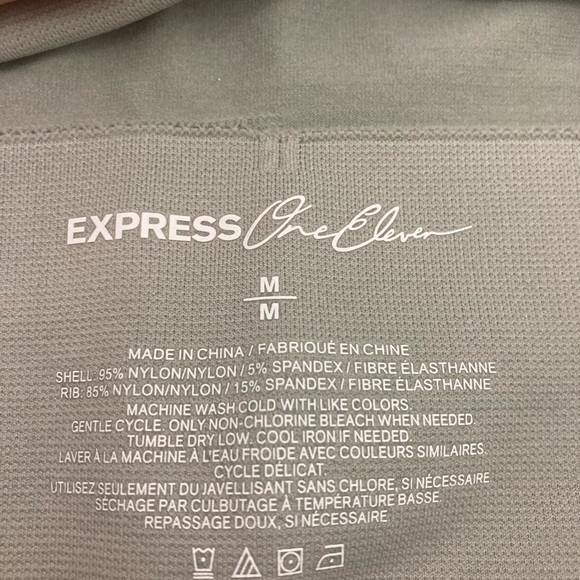 EXPRESS One Eleven
M
M
MADE IN CHINA / FABRIQUÉ EN CHINE
SHELL: 95% NYLON/NYLON / 5% SPANDEX / FIBRE ÉLASTHANNE
RIB: 85% NYLON/NYLON / 15% SPANDEX / FIBRE ÉLASTHANNE
MACHINE WASH COLD WITH LIKE COLORS.
GENTLE CYCLE. ONLY NON-CHLORINE BLEACH WHEN NEEDED.
TUMBLE DRY LOW. COOL IRON IF NEEDED.
LAVER À LA MACHINE À L'EAU FROIDE AVEC COULEURS SIMILAIRES.
CYCLE DÉLICAT.
UTILISEZ SEULEMENT DU JAVELLISANT SANS CHLORE, SI NÉCESSAIRE
SÉCHAGE PAR CULBUTAGE À TEMPÉRATURE BASSE.
REPASSAGE DOUX, SI NÉCESSAIRE.